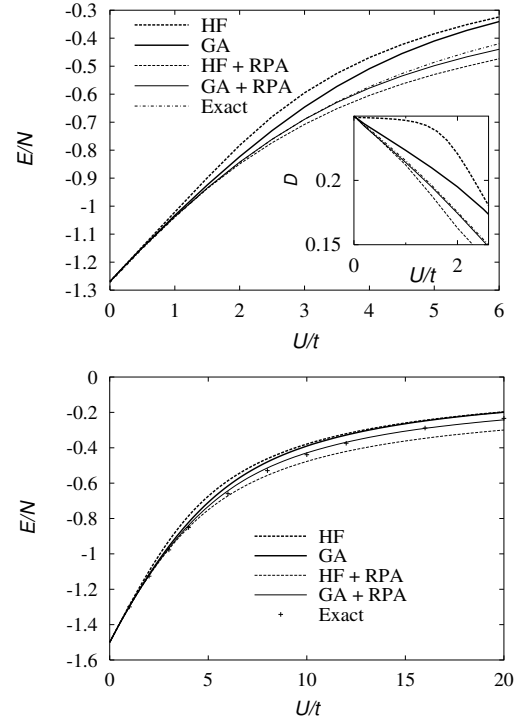 -0.3
-0.4
-0.5
-0.6
-0.7
-0.8
-0.9
-1
-1.1
-1.2
-1.3
E/N
HF
GA
HF + RPA
GA + RPA
Exact
D
0.2
0.15
0
2
U/t
0 1 2 3 4 5 6
U/t
0
-0.2
-0.4
-0.6
-0.8
-1
-1.2
-1.4
-1.6
E/N
HF
GA
HF + RPA
GA + RPA
Exact
0 5 10 15 20
U/t